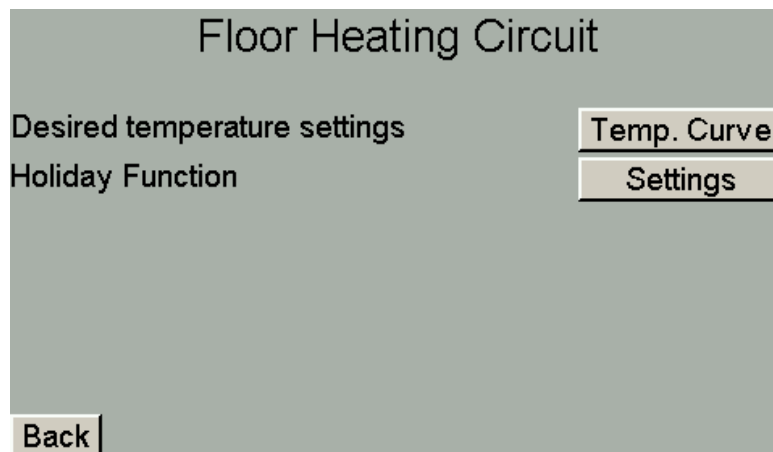 Floor Heating Circuit
Desired temperature settings Temp. Curve
Holiday Function Settings
Back